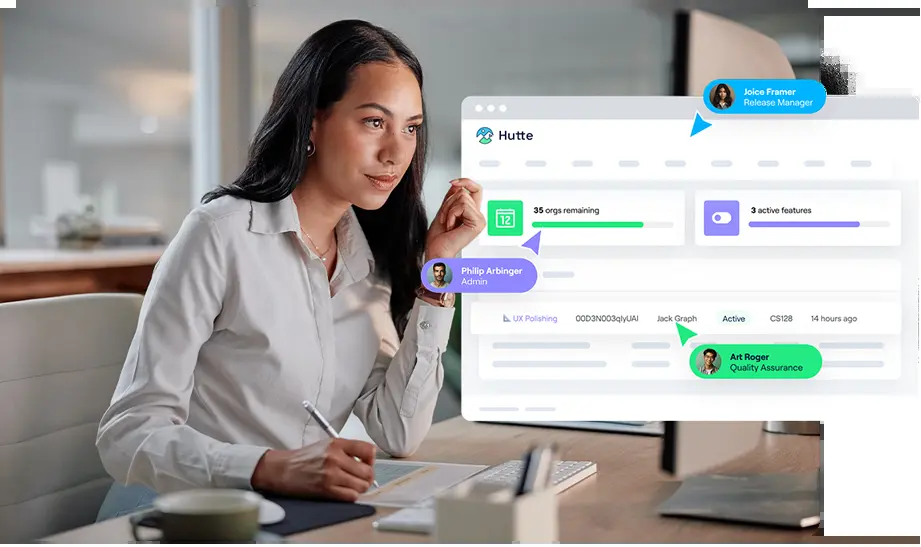 Joice Framer
Release Manager
Hutte
12
35 orgs remaining
3 active features
Philip Arbinger
Admin
UX Polishing 00D3N003qIyUAI Jack Graph Active CS128 14 hours ago
Art Roger
Quality Assurance